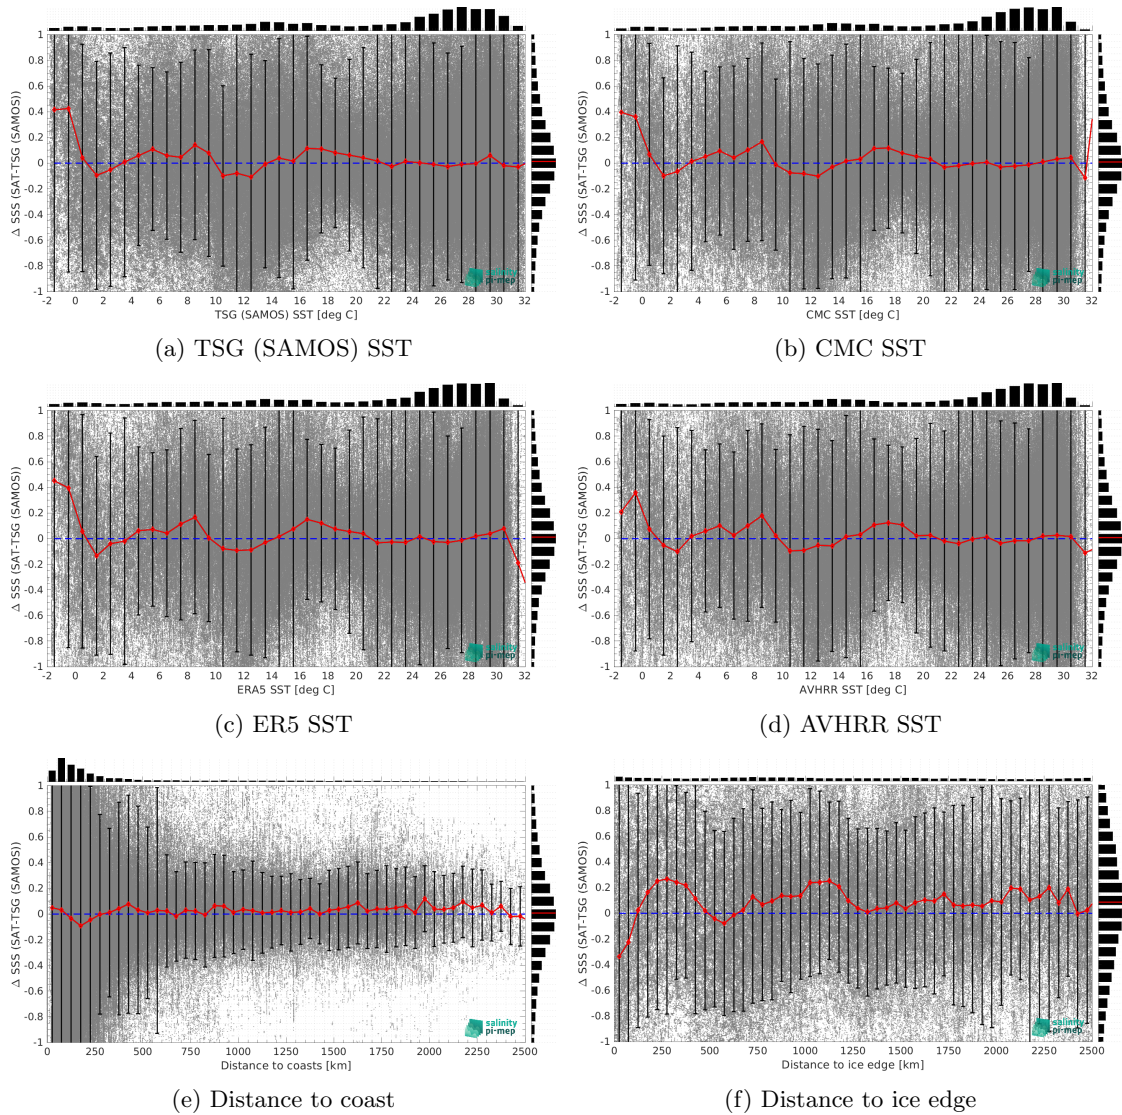 1
0.8
0.6
0.4
0.2
0
-0.2
-0.4
-0.6
-0.8
-1
Δ SSS (SAT-TSG (SAMOS))
salinity
pi-mep
-2 0 2 4 6 8 10 12 14 16 18 20 22 24 26 28 30 32
TSG (SAMOS) SST [deg C]
(a) TSG (SAMOS) SST
1
0.8
0.6
0.4
0.2
0
-0.2
-0.4
-0.6
-0.8
-1
Δ SSS (SAT-TSG (SAMOS))
salinity
pi-mep
-2 0 2 4 6 8 10 12 14 16 18 20 22 24 26 28 30 32
CMC SST [deg C]
(b) CMC SST
1
0.8
0.6
0.4
0.2
0
-0.2
-0.4
-0.6
-0.8
-1
Δ SSS (SAT-TSG (SAMOS))
salinity
pi-mep
-2 0 2 4 6 8 10 12 14 16 18 20 22 24 26 28 30 32
ERA5 SST [deg C]
(c) ER5 SST
1
0.8
0.6
0.4
0.2
0
-0.2
-0.4
-0.6
-0.8
-1
Δ SSS (SAT-TSG (SAMOS))
salinity
pi-mep
-2 0 2 4 6 8 10 12 14 16 18 20 22 24 26 28 30 32
AVHRR SST [deg C]
(d) AVHRR SST
1
0.8
0.6
0.4
0.2
0
-0.2
-0.4
-0.6
-0.8
-1
Δ SSS (SAT-TSG (SAMOS))
salinity
pi-mep
0 250 500 750 1000 1250 1500 1750 2000 2250 2500
Distance to coasts [km]
(e) Distance to coast
1
0.8
0.6
0.4
0.2
0
-0.2
-0.4
-0.6
-0.8
-1
Δ SSS (SAT-TSG (SAMOS))
salinity
pi-mep
0 250 500 750 1000 1250 1500 1750 2000 2250 2500
Distance to ice edge [km]
(f) Distance to ice edge